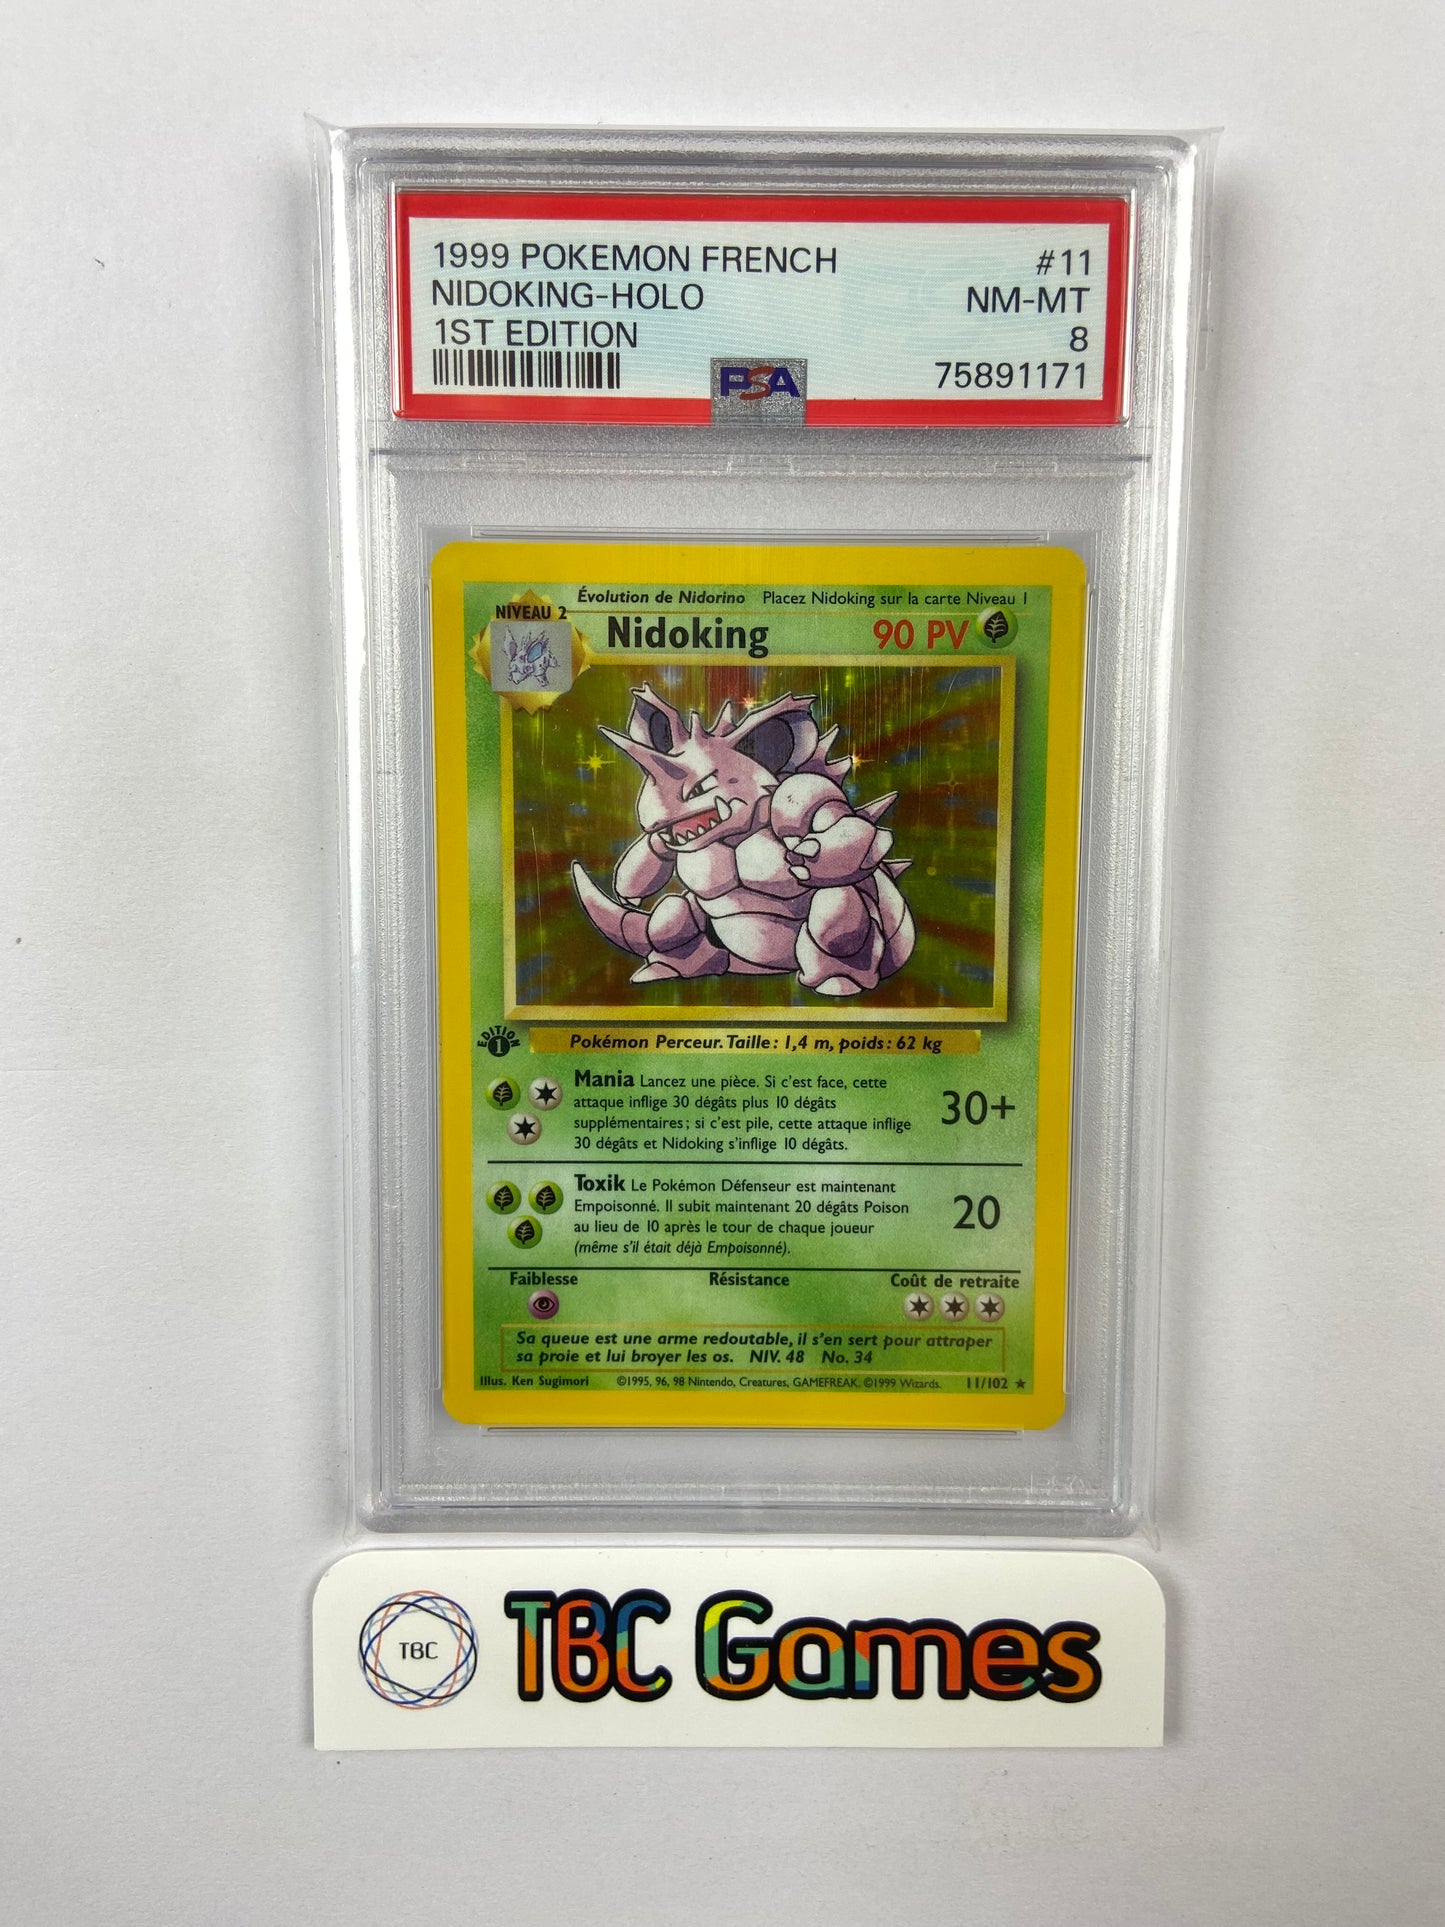 1999 POKEMON FRENCH #11
NIDOKING-HOLO NM-MT
1ST EDITION 8
75891171
PSA
Évolution de Nidorino Placez Nidoking sur la carte Niveau 1
NIVEAU 2
Nidoking 90 PV
EDITION
1
Pokémon Perceur. Taille: 1,4 m, poids: 62 kg
Mania Lancez une pièce. Si c'est face, cette
attaque inflige 30 dégâts plus 10 dégâts
supplémentaires; si c'est pile, cette attaque inflige
30 dégâts et Nidoking s'inflige 10 dégâts.
30+
Toxik Le Pokémon Défenseur est maintenant
Empoisonné. Il subit maintenant 20 dégâts Poison
au lieu de 10 après le tour de chaque joueur
(même s'il était déjà Empoisonné).
20
Faiblesse Résistance Coût de retraite
Sa queue est une arme redoutable, il s'en sert pour attraper
sa proie et lui broyer les os. NIV. 48 No. 34
Illus. Ken Sugimori ©1995, 96, 98 Nintendo, Creatures, GAMEFREAK. ©1999 Wizards. 11/102 ★
TBC
TBC Games